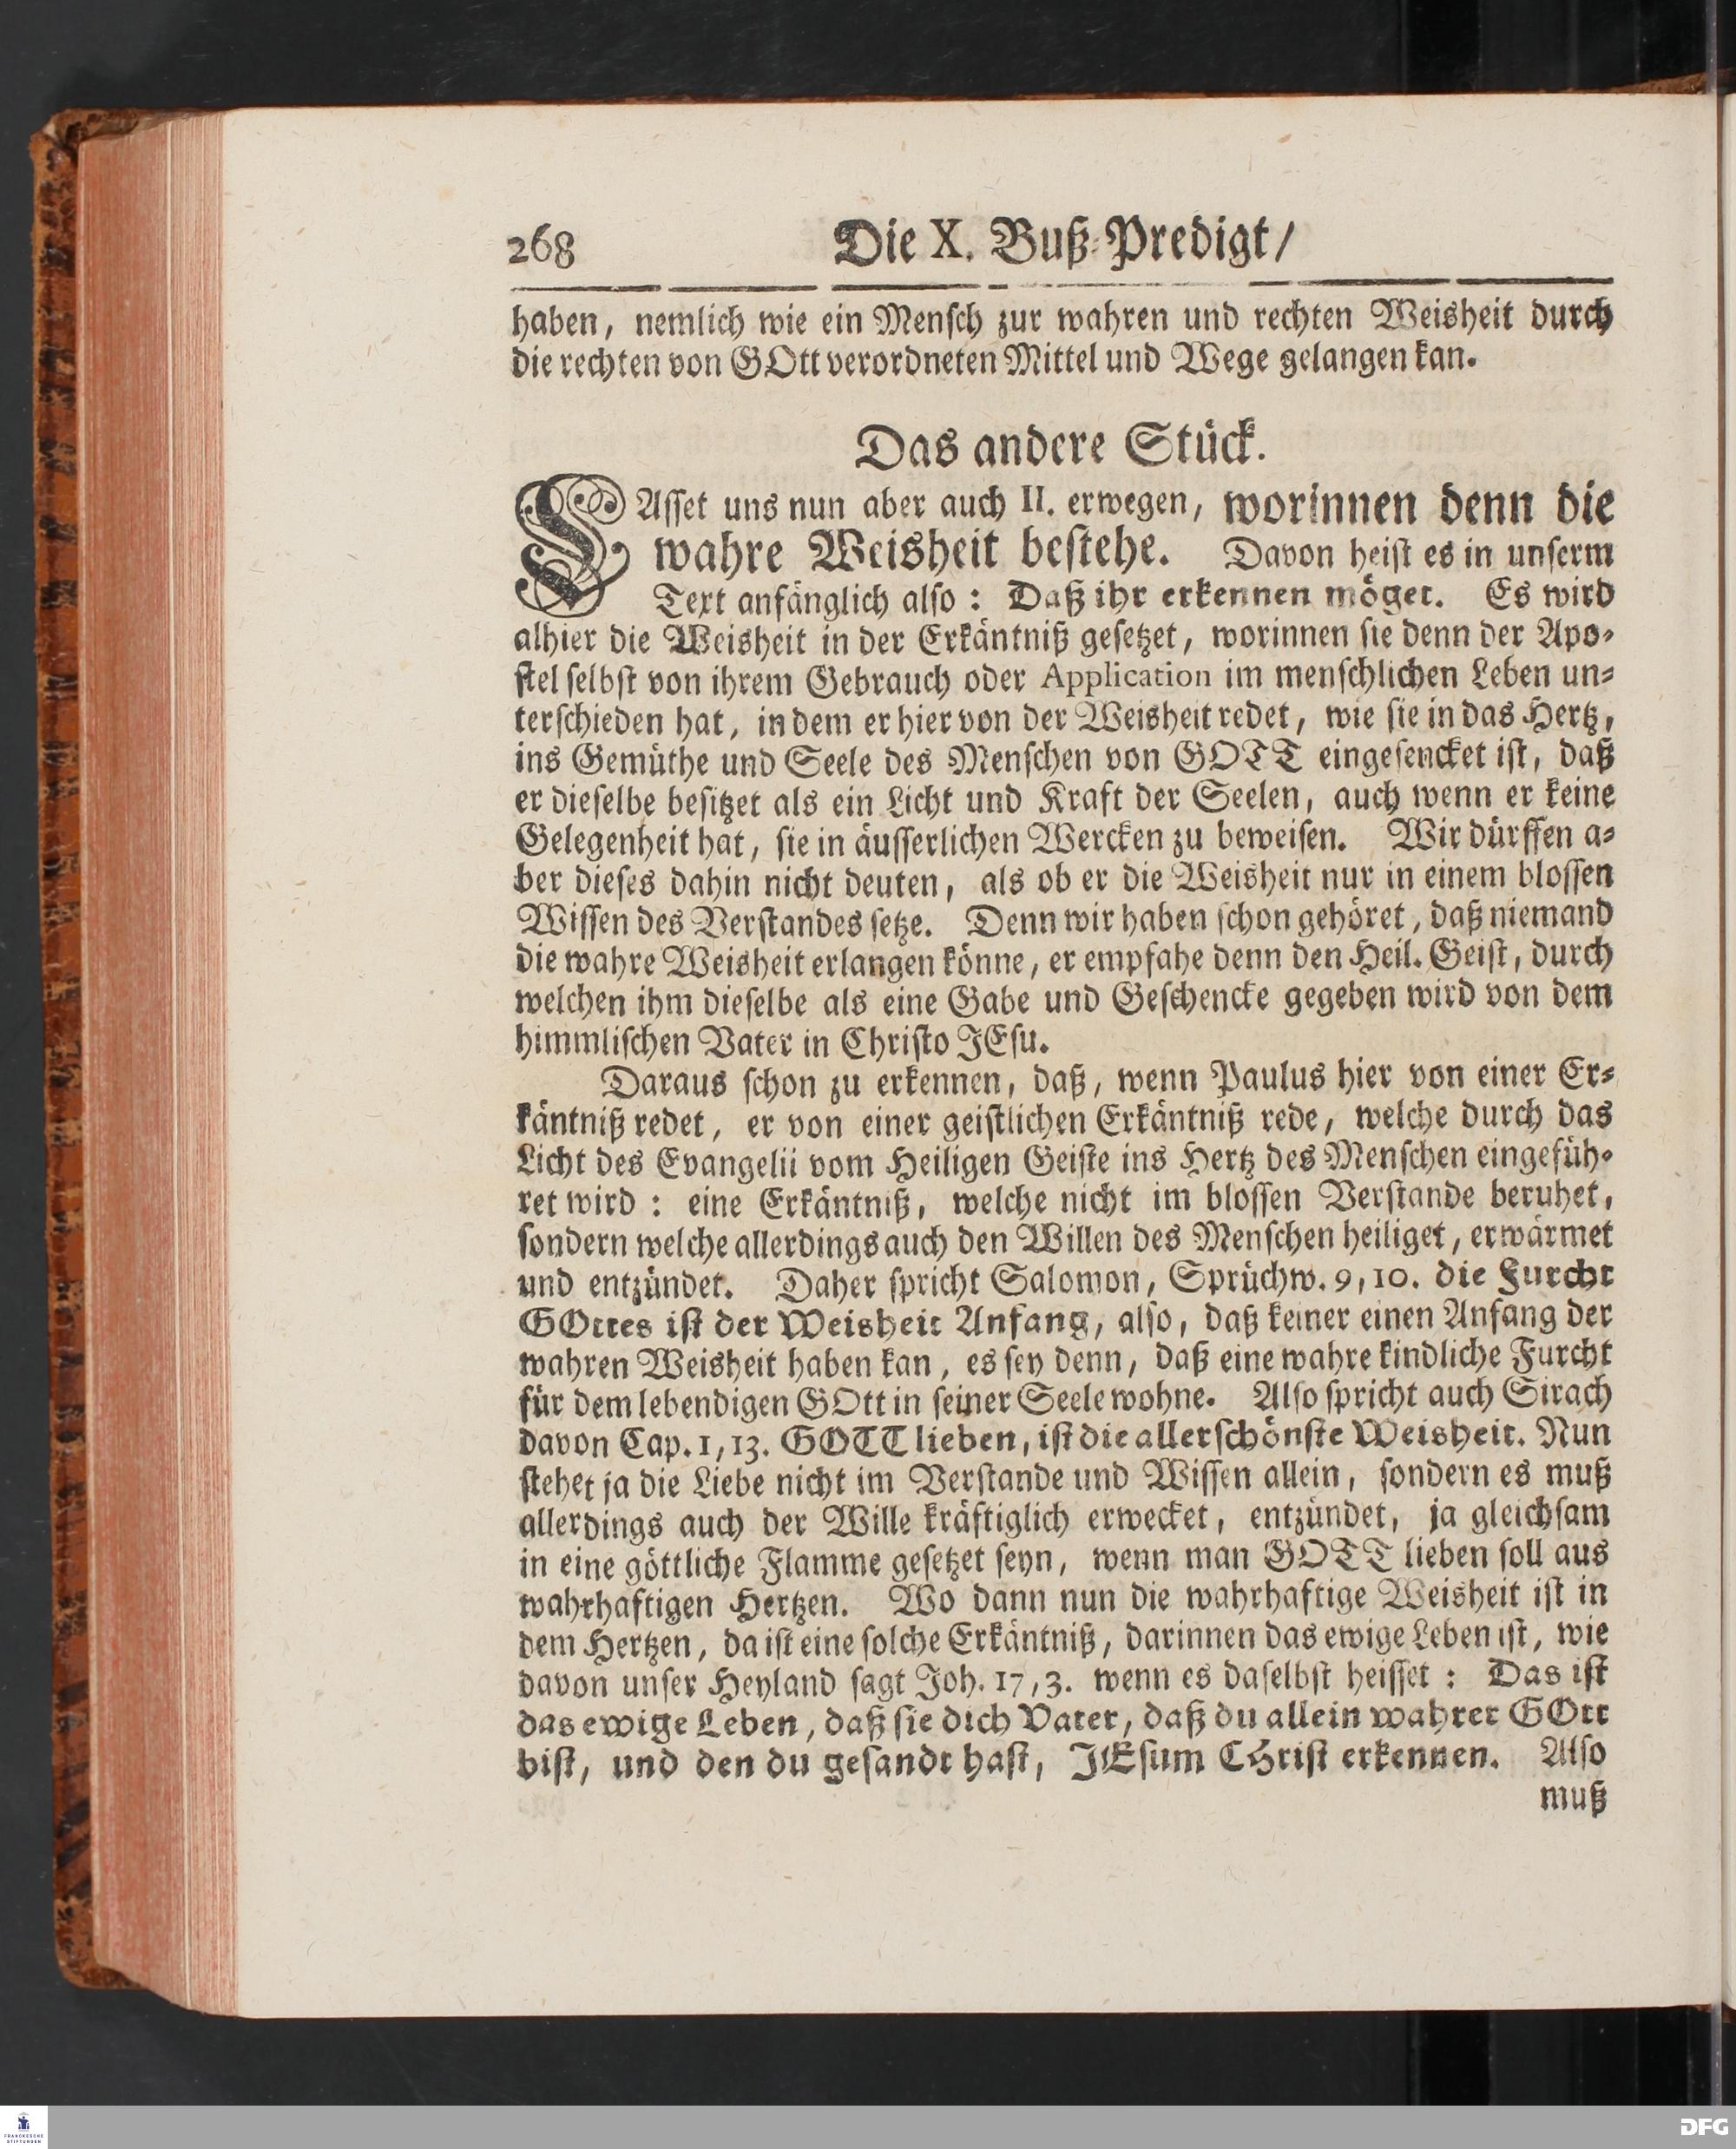 268 Die X. Buß-Predigt/
haben, nemlich wie ein Menſch zur wahren und rechten Weisheit durch
die rechten von GOtt verordneten Mittel und Wege gelangen kan.
Das andere Stück.
LAſſet uns nun aber auch II. erwegen, worinnen denn die
wahre Weisheit beſtehe. Davon heiſt es in unſerm
Text anfänglich alſo: Daß ihr erkennen möget. Es wird
alhier die Weisheit in der Erkäntniß geſetzet, worinnen ſie denn der Apo-
ſtel ſelbſt von ihrem Gebrauch oder Application im menſchlichen Leben un-
terſchieden hat, in dem er hier von der Weisheit redet, wie ſie in das Hertz,
ins Gemüthe und Seele des Menſchen von GOTT eingeſencket iſt, daß
er dieſelbe beſitzet als ein Licht und Kraft der Seelen, auch wenn er keine
Gelegenheit hat, ſie in äuſſerlichen Wercken zu beweiſen. Wir dürffen a-
ber dieſes dahin nicht deuten, als ob er die Weisheit nur in einem bloſſen
Wiſſen des Verſtandes ſetze. Denn wir haben ſchon gehöret, daß niemand
die wahre Weisheit erlangen könne, er empfahe denn den Heil. Geiſt, durch
welchen ihm dieſelbe als eine Gabe und Geſchencke gegeben wird von dem
himmliſchen Vater in Chriſto JEſu.
Daraus ſchon zu erkennen, daß, wenn Paulus hier von einer Er-
käntniß redet, er von einer geiſtlichen Erkäntniß rede, welche durch das
Licht des Evangelii vom Heiligen Geiſte ins Hertz des Menſchen eingefüh-
ret wird: eine Erkäntniß, welche nicht im bloſſen Verſtande beruhet,
ſondern welche allerdings auch den Willen des Menſchen heiliget, erwärmet
und entzündet. Daher ſpricht Salomon, Sprüchw. 9, 10. die Furcht
GOttes iſt der Weisheit Anfang, alſo, daß keiner einen Anfang der
wahren Weisheit haben kan, es ſey denn, daß eine wahre kindliche Furcht
für dem lebendigen GOtt in ſeiner Seele wohne. Alſo ſpricht auch Sirach
davon Cap. 1, 13. GOTT lieben, iſt die allerſchönſte Weisheit. Nun
ſtehet ja die Liebe nicht im Verſtande und Wiſſen allein, ſondern es muß
allerdings auch der Wille kräftiglich erwecket, entzündet, ja gleichſam
in eine göttliche Flamme geſetzet ſeyn, wenn man GOTT lieben ſoll aus
wahrhaftigen Hertzen. Wo dann nun die wahrhaftige Weisheit iſt in
dem Hertzen, da iſt eine ſolche Erkäntniß, darinnen das ewige Leben iſt, wie
davon unſer Heyland ſagt Joh. 17, 3. wenn es daſelbſt heiſſet: Das iſt
das ewige Leben, daß ſie dich Vater, daß du allein wahrer GOtt
biſt, und den du geſandt haſt, JEſum CHriſt erkennen. Alſo
muß
FRANCKESCHE
STIFTUNGEN
DFG